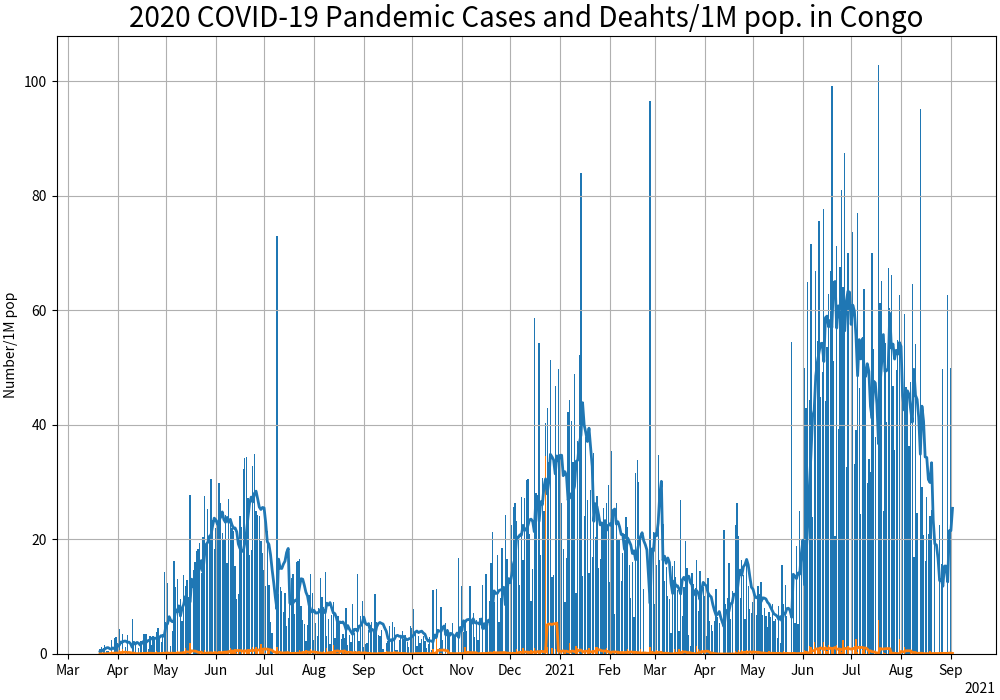 2020 COVID-19 Pandemic Cases and Deahts/1M pop. in Congo
Number/1M pop
100
80
60
40
20
0
Mar Apr May Jun Jul Aug Sep Oct Nov Dec 2021 Feb Mar Apr May Jun Jul Aug Sep
2021